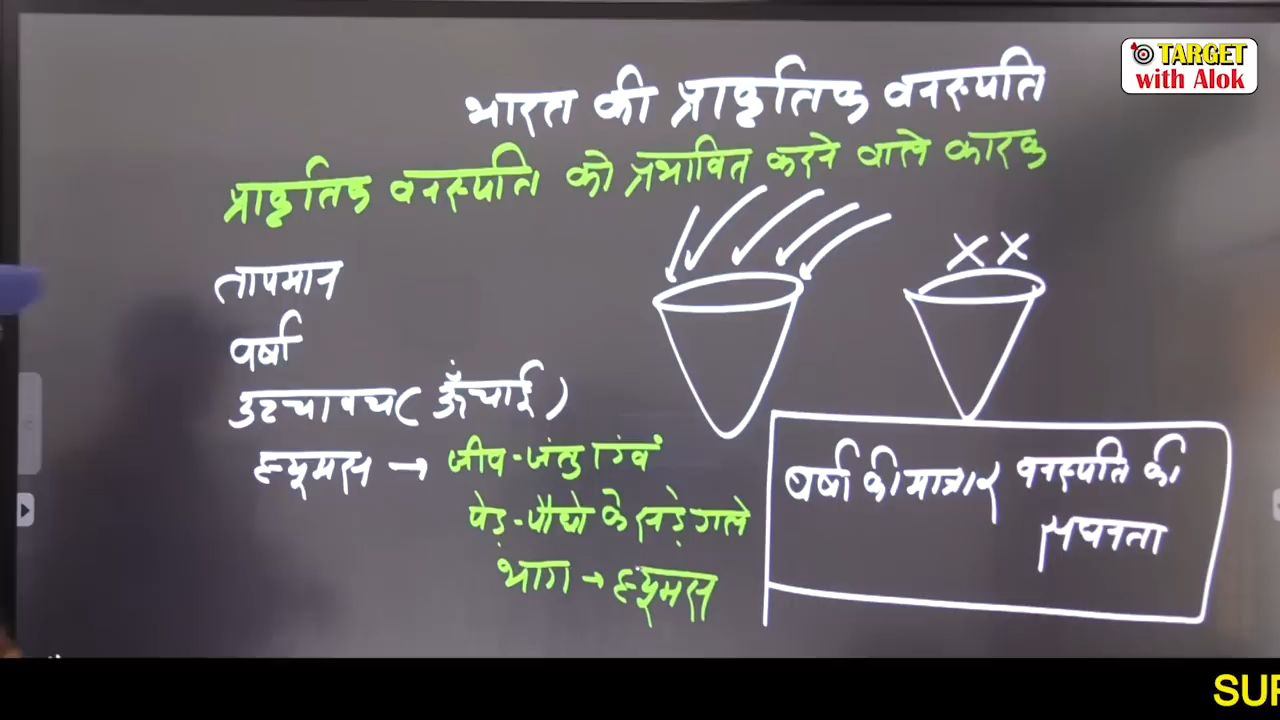 TARGET
with Alok
भारत की प्राकृतिक वनस्पति
प्राकृतिक वनस्पति को प्रभावित करने वाले कारक
तापमान
वर्षा
उच्चावच (ऊँचाई)
ह्यूमस → जीव-जंतु एवं
पेड़-पौधो के सड़े गले
भाग → ह्यूमस
वर्षा की मात्रा α वनस्पति की
सघनता
SUB